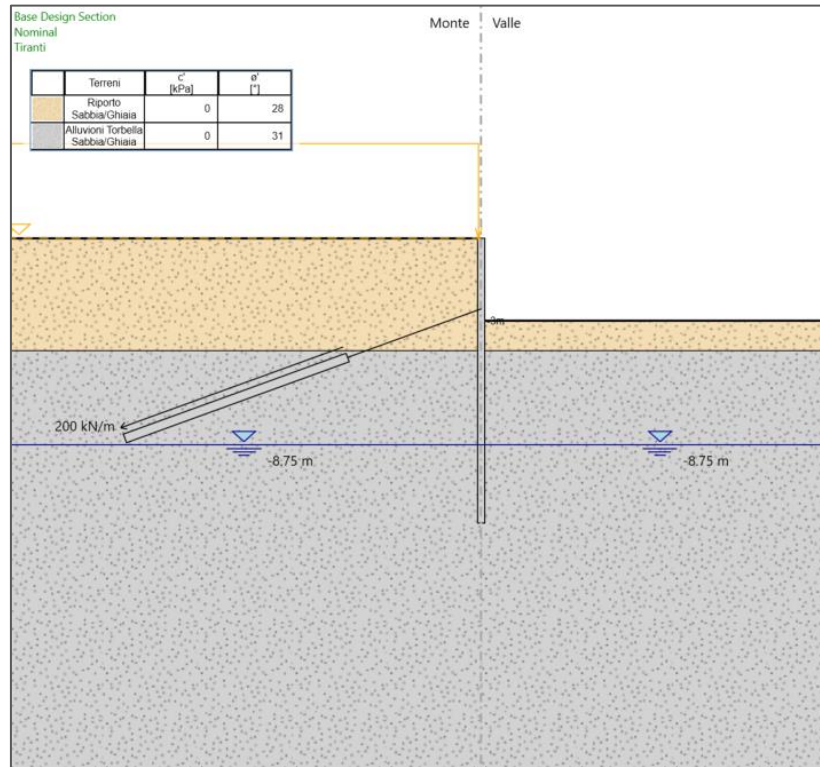 Base Design Section
Nominal
Tiranti
Monte Valle
Terreni c' ø'
[kPa] [°]
Riporto
Sabbia/Ghiaia 0 28
Alluvioni Torbella
Sabbia/Ghiaia 0 31
-3m
200 kN/m
-8.75 m -8.75 m